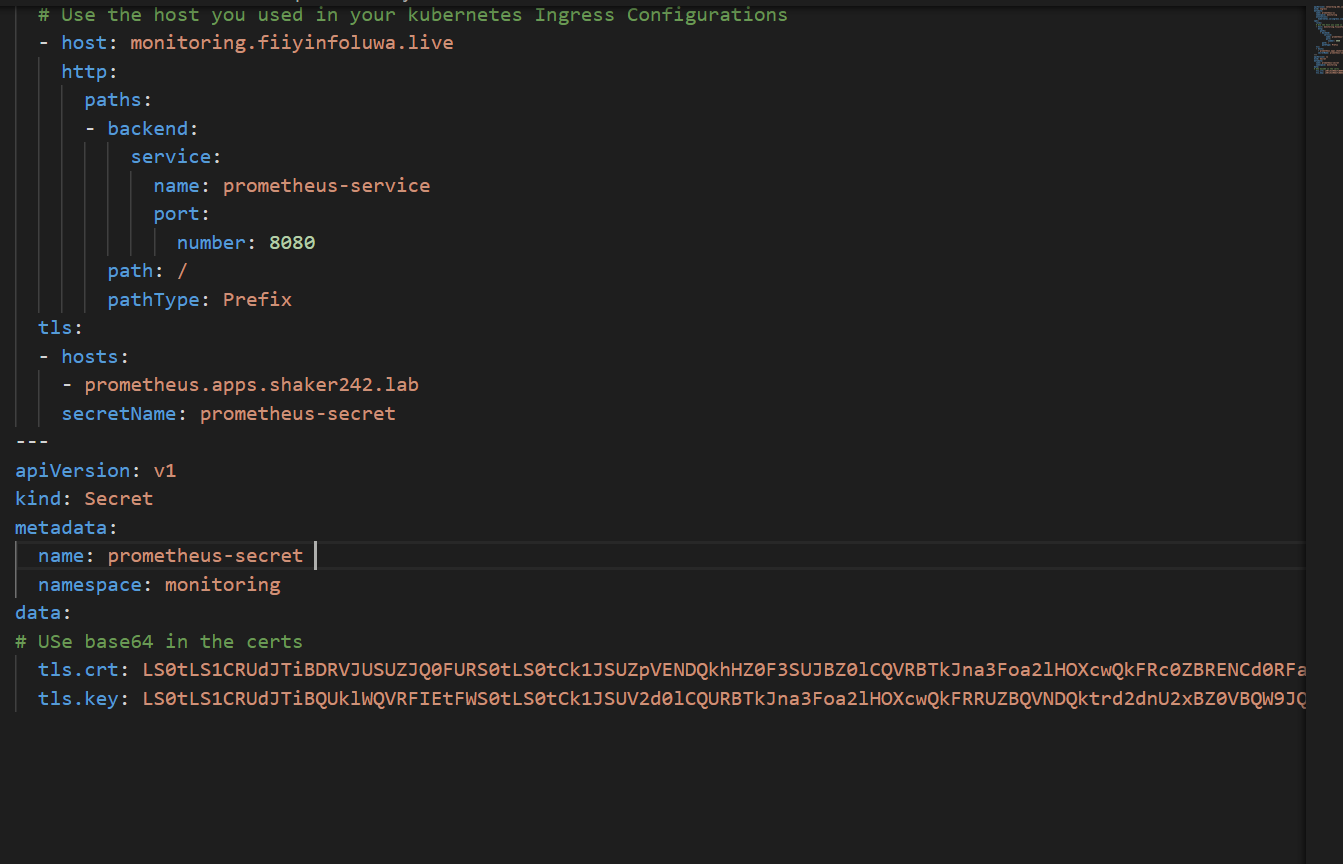 # Use the host you used in your kubernetes Ingress Configurations
- host: monitoring.fiiyinfoluwa.live
http:
paths:
- backend:
service:
name: prometheus-service
port:
number: 8080
path: /
pathType: Prefix
tls:
- hosts:
- prometheus.apps.shaker242.lab
secretName: prometheus-secret
---
apiVersion: v1
kind: Secret
metadata:
name: prometheus-secret
namespace: monitoring
data:
# USe base64 in the certs
tls.crt: LS0tLS1CRUdJTiBDRVJUSUZJQ0FURS0tLS0tCk1JSUZpVENDQkhHZ0F3SUJBZ0lCQVRBTkJna3Foa2lHOXcwQkFRc0ZBRENCd0RFa
tls.key: LS0tLS1CRUdJTiBQUklWQVRFIEtFWS0tLS0tCk1JSUV2d0lCQURBTkJna3Foa2lHOXcwQkFRRUZBQVNDQktrd2dnU2xBZ0VBQW9JQ